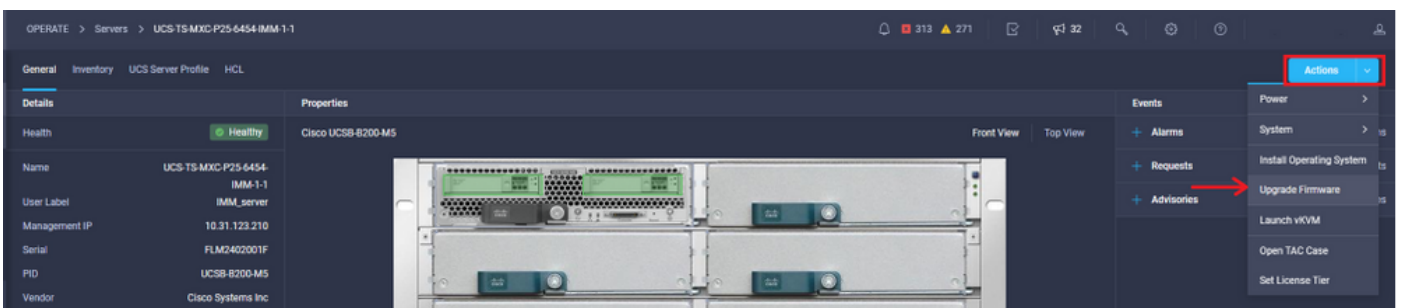 OPERATE > Servers > UCS-TS-MXC-P25-6454-IMM-1-1
313 271 32
General Inventory UCS Server Profile HCL
Actions
Details
Properties
Events
Health
Healthy
Cisco UCSB-B200-M5
Front View Top View
+ Alarms
+ Requests
+ Advisories
Name
UCS-TS-MXC-P25-6454-
IMM-1-1
User Label
IMM_server
Management IP
10.31.123.210
Serial
FLM2402001F
PID
UCSB-B200-M5
Vendor
Cisco Systems Inc
Power >
System >
Install Operating System
Upgrade Firmware
Launch vKVM
Open TAC Case
Set License Tier